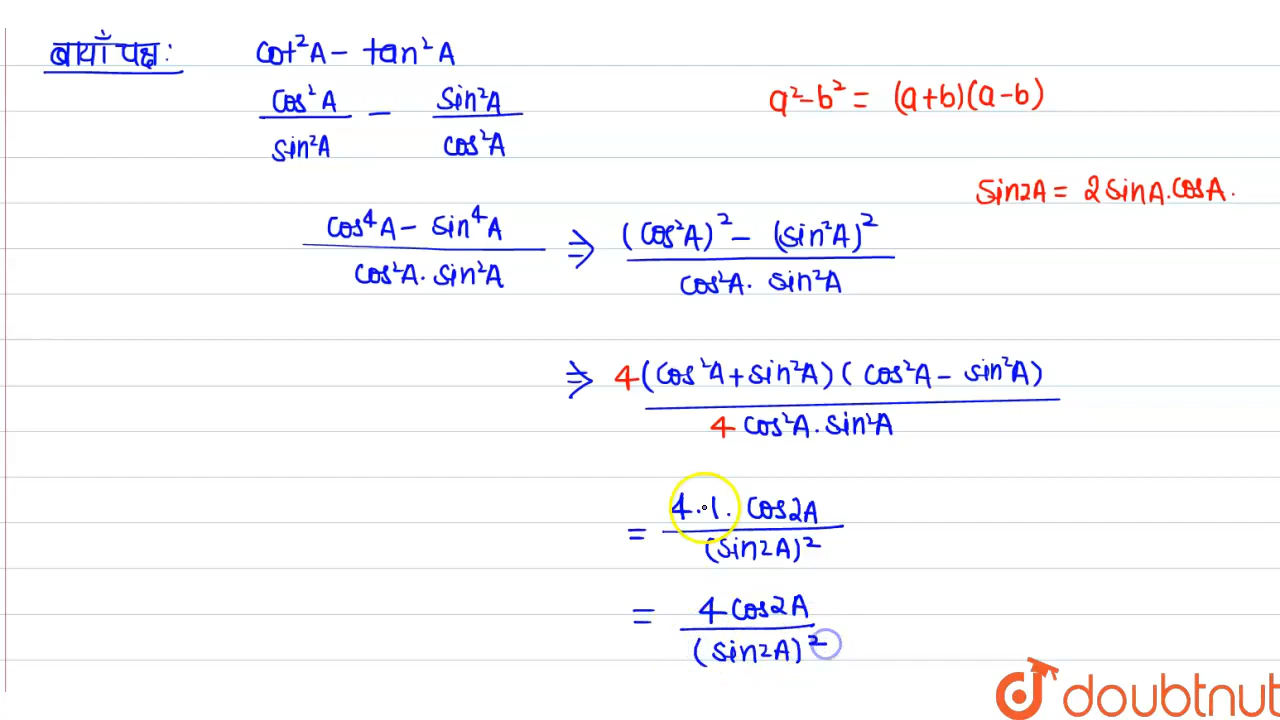 बायाँ पक्ष: cot²A - tan²A
cos²A/sin²A - sin²A/cos²A
a²-b² = (a+b)(a-b)
sin2A = 2sinA.cosA.
cos⁴A - sin⁴A / cos²A. sin²A ⇒ (cos²A)² - (sin²A)² / cos²A. sin²A
⇒ 4(cos²A+sin²A)(cos²A - sin²A) / 4 cos²A.sin²A
= 4.1. cos2A / (sin2A)²
= 4cos2A / (sin2A)²
doubtnut